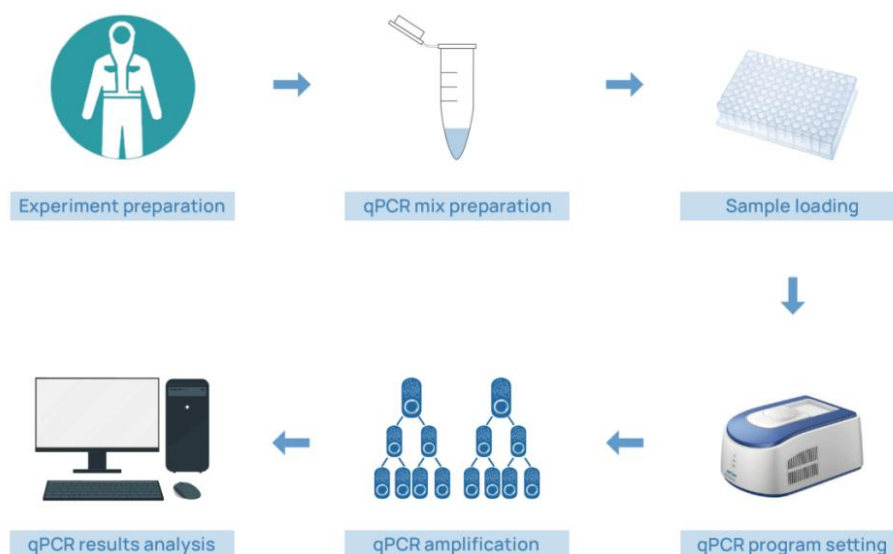 Experiment preparation
qPCR mix preparation
Sample loading
qPCR program setting
qPCR amplification
qPCR results analysis